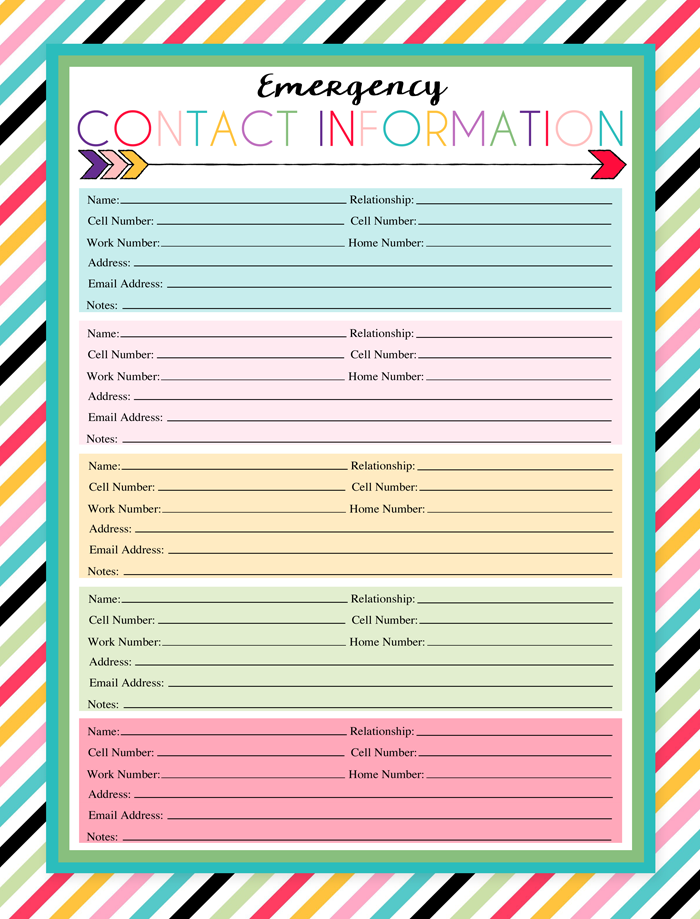 Emergency
CONTACT INFORMATION
Name: Relationship:
Cell Number: Cell Number:
Work Number: Home Number:
Address:
Email Address:
Notes:
Name: Relationship:
Cell Number: Cell Number:
Work Number: Home Number:
Address:
Email Address:
Notes:
Name: Relationship:
Cell Number: Cell Number:
Work Number: Home Number:
Address:
Email Address:
Notes:
Name: Relationship:
Cell Number: Cell Number:
Work Number: Home Number:
Address:
Email Address:
Notes:
Name: Relationship:
Cell Number: Cell Number:
Work Number: Home Number:
Address:
Email Address:
Notes: